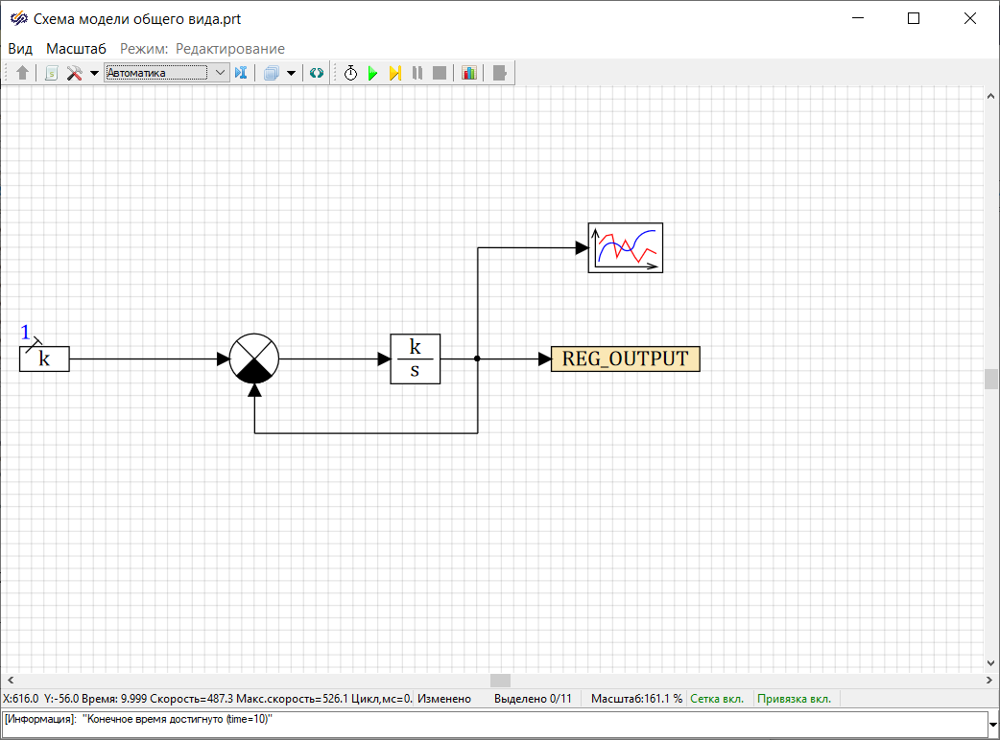 Схема модели общего вида.prt
Вид Масштаб Режим: Редактирование
Автоматика
1
k
k
s
REG_OUTPUT
X:616.0 Y:-56.0 Время: 9.999 Скорость=487.3 Макс.скорость=526.1 Цикл,мс=0. Изменено Выделено 0/11 Масштаб:161.1 % Сетка вкл. Привязка вкл.
[Информация]: "Конечное время достигнуто (time=10)"